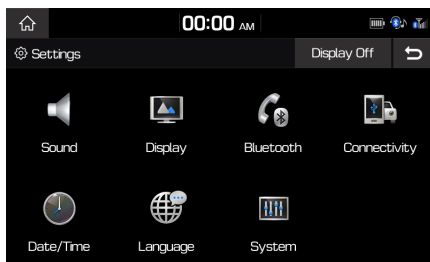 00:00 AM
Settings Display Off
Sound Display Bluetooth Connectivity
Date/Time Language System